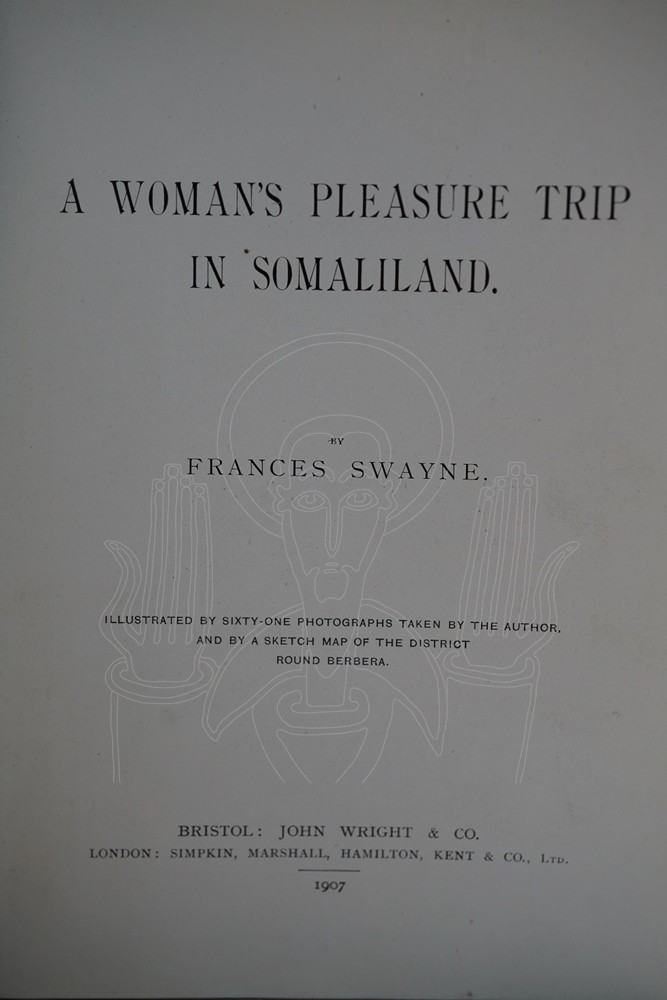 A WOMAN'S PLEASURE TRIP
IN SOMALILAND.
BY
FRANCES SWAYNE.
ILLUSTRATED BY SIXTY-ONE PHOTOGRAPHS TAKEN BY THE AUTHOR,
AND BY A SKETCH MAP OF THE DISTRICT
ROUND BERBERA.
BRISTOL: JOHN WRIGHT & CO.
LONDON: SIMPKIN, MARSHALL, HAMILTON, KENT & CO., LTD.
1907